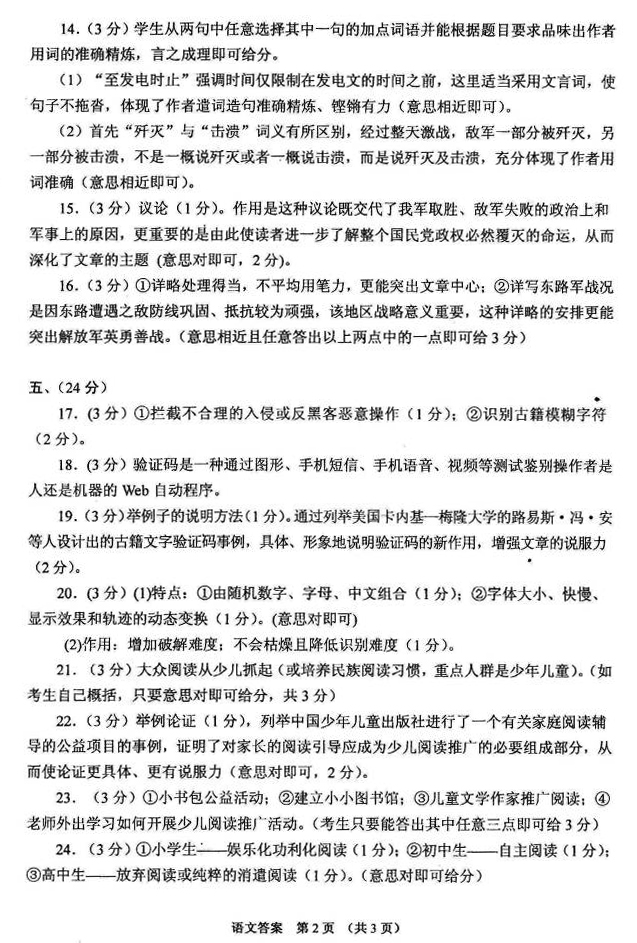 14．（3 分）学生从两句中任意选择其中一句的加点词语并能根据题目要求品味出作者
用词的准确精炼，言之成理即可给分。
（1）“至发电时止”强调时间仅限制在发电文的时间之前，这里适当采用文言词，使
句子不拖沓，体现了作者遣词造句准确精炼、铿锵有力（意思相近即可）。
（2）首先“歼灭”与“击溃”词义有所区别，经过整天激战，敌军一部分被歼灭，另
一部分被击溃，不是一概说歼灭或者一概说击溃，而是说歼灭及击溃，充分体现了作者用
词准确（意思相近即可）。
15．（3 分）议论（1 分）。作用是这种议论既交代了我军取胜、敌军失败的政治上和
军事上的原因，更重要的是由此使读者进一步了解整个国民党政权必然覆灭的命运，从而
深化了文章的主题 (意思对即可，2 分)。
16．（3 分）①详略处理得当，不平均用笔力，更能突出文章中心；②详写东路军战况
是因东路遭遇之敌防线巩固、抵抗较为顽强，该地区战略意义重要，这种详略的安排更能
突出解放军英勇善战。（意思相近且任意答出以上两点中的一点即可给 3 分）
五、（24 分）
17．(3 分）①拦截不合理的入侵或反黑客恶意操作（1 分）；②识别古籍模糊字符
（2 分）。
18．(3 分）验证码是一种通过图形、手机短信、手机语音、视频等测试鉴别操作者是
人还是机器的 Web 自动程序。
19．（3 分）举例子的说明方法（1 分）。通过列举美国卡内基—梅隆大学的路易斯·冯·安
等人设计出的古籍文字验证码事例，具体、形象地说明验证码的新作用，增强文章的说服力
（2 分）。
20．（3 分）(1)特点：①由随机数字、字母、中文组合（1 分）；②字体大小、快慢、
显示效果和轨迹的动态变换（1 分）。(意思对即可)
(2)作用：增加破解难度；不会枯燥且降低识别难度（1 分）。
21．（3 分）大众阅读从少儿抓起（或培养民族阅读习惯，重点人群是少年儿童）。（如
考生自己概括，只要意思对即可给分，共 3 分）
22．（3 分）举例论证（1 分），列举中国少年儿童出版社进行了一个有关家庭阅读辅
导的公益项目的事例，证明了对家长的阅读引导应成为少儿阅读推广的必要组成部分，从
而使论证更具体、更有说服力（意思对即可，2 分）。
23．（3 分）①小书包公益活动；②建立小小图书馆；③儿童文学作家推广阅读；④
老师外出学习如何开展少儿阅读推广活动。（考生只要能答出其中任意三点即可给 3 分）
24．（3 分）①小学生——娱乐化功利化阅读（1 分）；②初中生——自主阅读（1 分）；
③高中生——放弃阅读或纯粹的消遣阅读（1 分）。（意思对即可给分）
语文答案 第 2 页 （共 3 页）